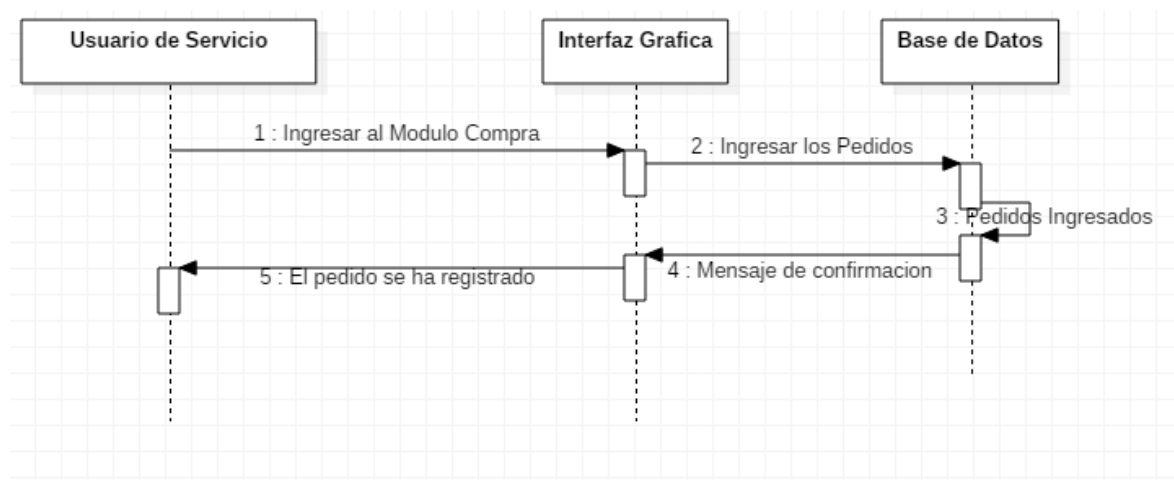 Usuario de Servicio
Interfaz Grafica
Base de Datos
1 : Ingresar al Modulo Compra
2 : Ingresar los Pedidos
3 : Pedidos Ingresados
4 : Mensaje de confirmacion
5 : El pedido se ha registrado